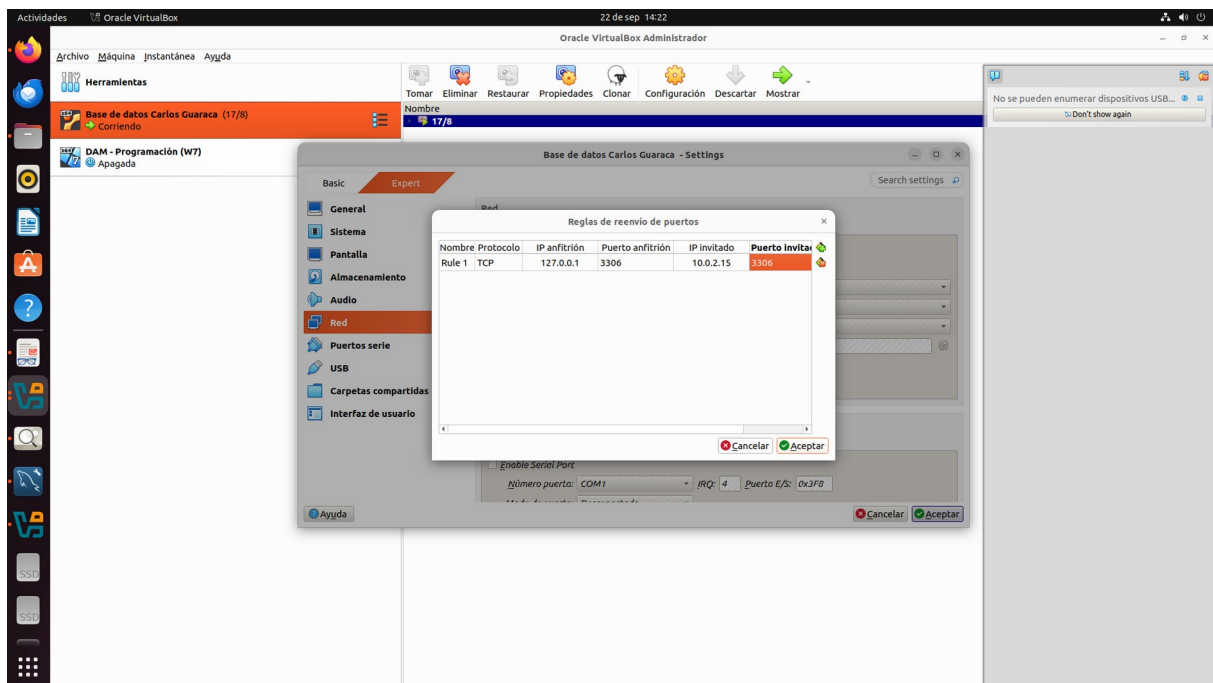 Actividades Oracle VirtualBox 22 de sep 14:22
Oracle VirtualBox Administrador
Archivo Máquina Instantánea Ayuda
Herramientas
Tomar Eliminar Restaurar Propiedades Clonar Configuración Descartar Mostrar
No se pueden enumerar dispositivos USB...
Don't show again
Nombre
17/8
Base de datos Carlos Guaraca (17/8)
Corriendo
DAM - Programación (W7)
Apagada
Base de datos Carlos Guaraca - Settings
Basic Expert
Search settings
General
Sistema
Pantalla
Almacenamiento
Audio
Red
Puertos serie
USB
Carpetas compartidas
Interfaz de usuario
Red
Reglas de reenvio de puertos
Nombre Protocolo IP anfitrión Puerto anfitrión IP invitado Puerto invita
Rule 1 TCP 127.0.0.1 3306 10.0.2.15 3306
Cancelar Aceptar
Enable Serial Port
Número puerto: COM1 IRQ: 4 Puerto E/S: 0x3F8
Ayuda Cancelar Aceptar
SSD
SSD